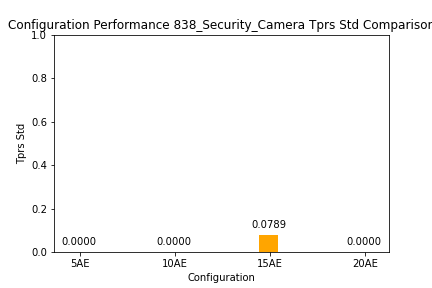 Configuration Performance 838_Security_Camera Tprs Std Comparison
1.0
0.8
0.6
0.4
0.2
0.0
Tprs Std
0.0000
0.0000
0.0789
0.0000
5AE
10AE
15AE
20AE
Configuration